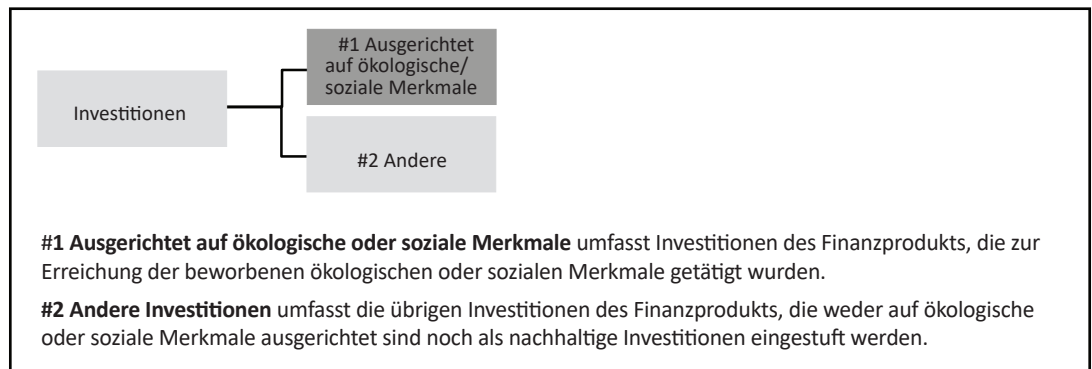 #1 Ausgerichtet
auf ökologische/
soziale Merkmale
Investitionen
#2 Andere
#1 Ausgerichtet auf ökologische oder soziale Merkmale umfasst Investitionen des Finanzprodukts, die zur
Erreichung der beworbenen ökologischen oder sozialen Merkmale getätigt wurden.
#2 Andere Investitionen umfasst die übrigen Investitionen des Finanzprodukts, die weder auf ökologische
oder soziale Merkmale ausgerichtet sind noch als nachhaltige Investitionen eingestuft werden.